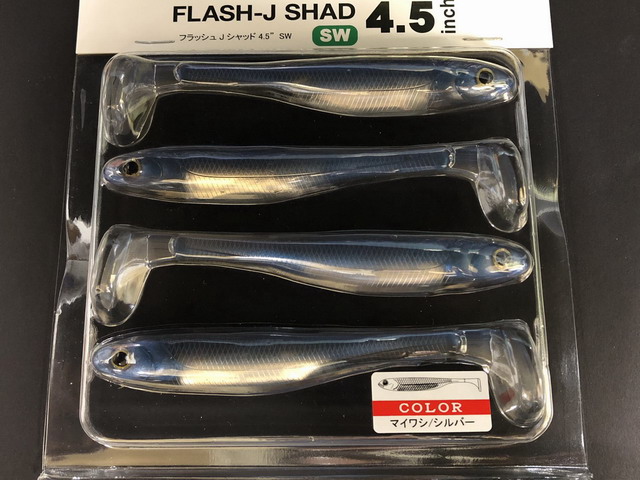 FLASH-J SHAD 4.5 inch
フラッシュ J シャッド 4.5" SW
SW
COLOR
マイワシ/シルバー